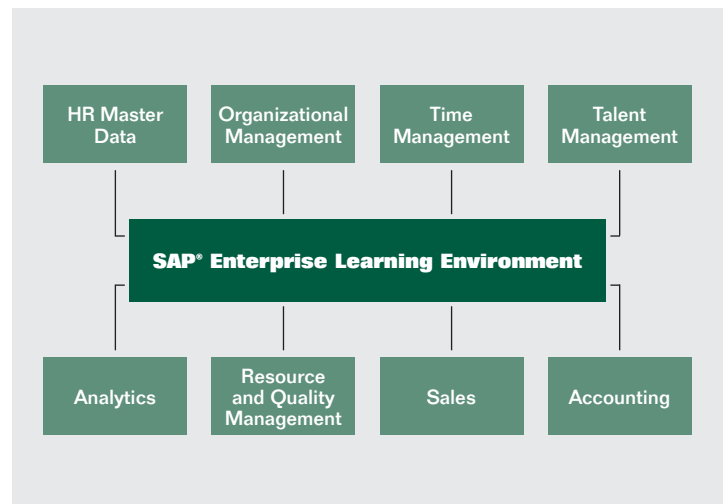 HR Master
Data
Organizational
Management
Time
Management
Talent
Management
SAP® Enterprise Learning Environment
Analytics
Resource
and Quality
Management
Sales
Accounting